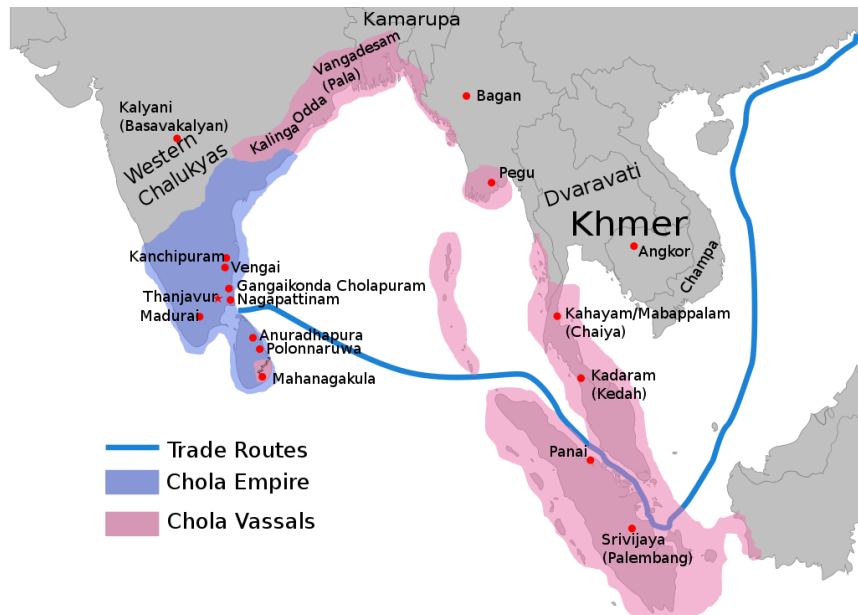 Kamarupa
Vangadesam
(Pala)
Odda
Kalinga
Bagan
Kalyani
(Basavakalyan)
Western
Chalukyas
Pegu
Dvaravati
Khmer
Angkor
Champa
Kanchipuram
Vengai
Gangaikonda Cholapuram
Thanjavur
Nagapattinam
Madurai
Kahayam/Mabappalam
(Chaiya)
Anuradhapura
Polonnaruwa
Mahanagakula
Kadaram
(Kedah)
Trade Routes
Panai
Chola Empire
Chola Vassals
Srivijaya
(Palembang)